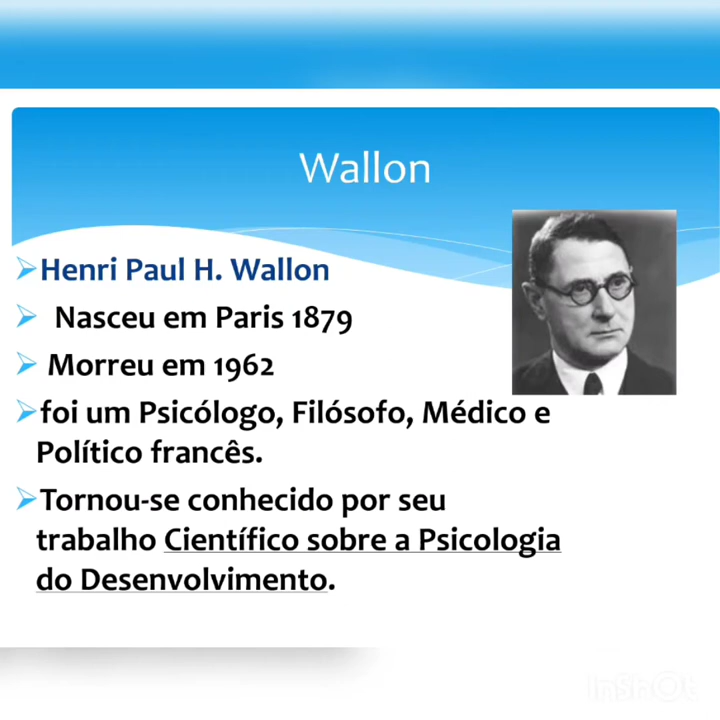 Wallon
Henri Paul H. Wallon
Nasceu em Paris 1879
Morreu em 1962
foi um Psicólogo, Filósofo, Médico e
Político francês.
Tornou-se conhecido por seu
trabalho Científico sobre a Psicologia
do Desenvolvimento.
InShOt